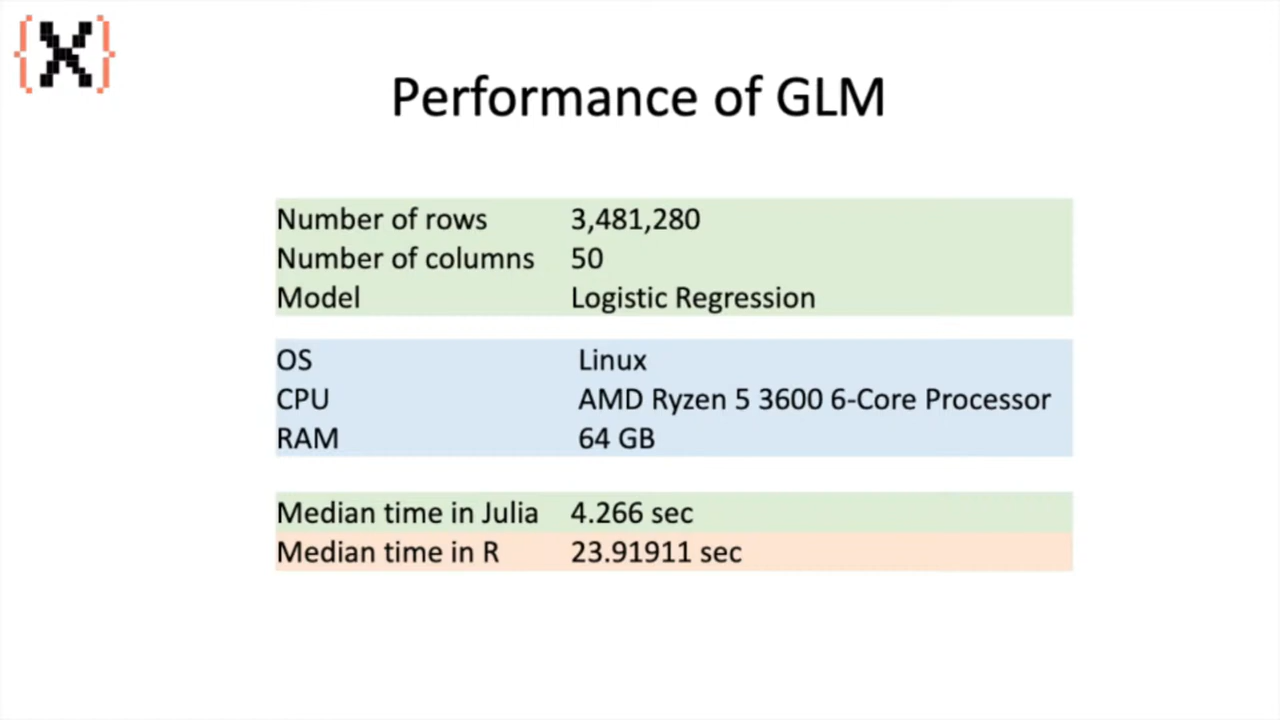 {X}
Performance of GLM
Number of rows 3,481,280
Number of columns 50
Model Logistic Regression
OS Linux
CPU AMD Ryzen 5 3600 6-Core Processor
RAM 64 GB
Median time in Julia 4.266 sec
Median time in R 23.91911 sec